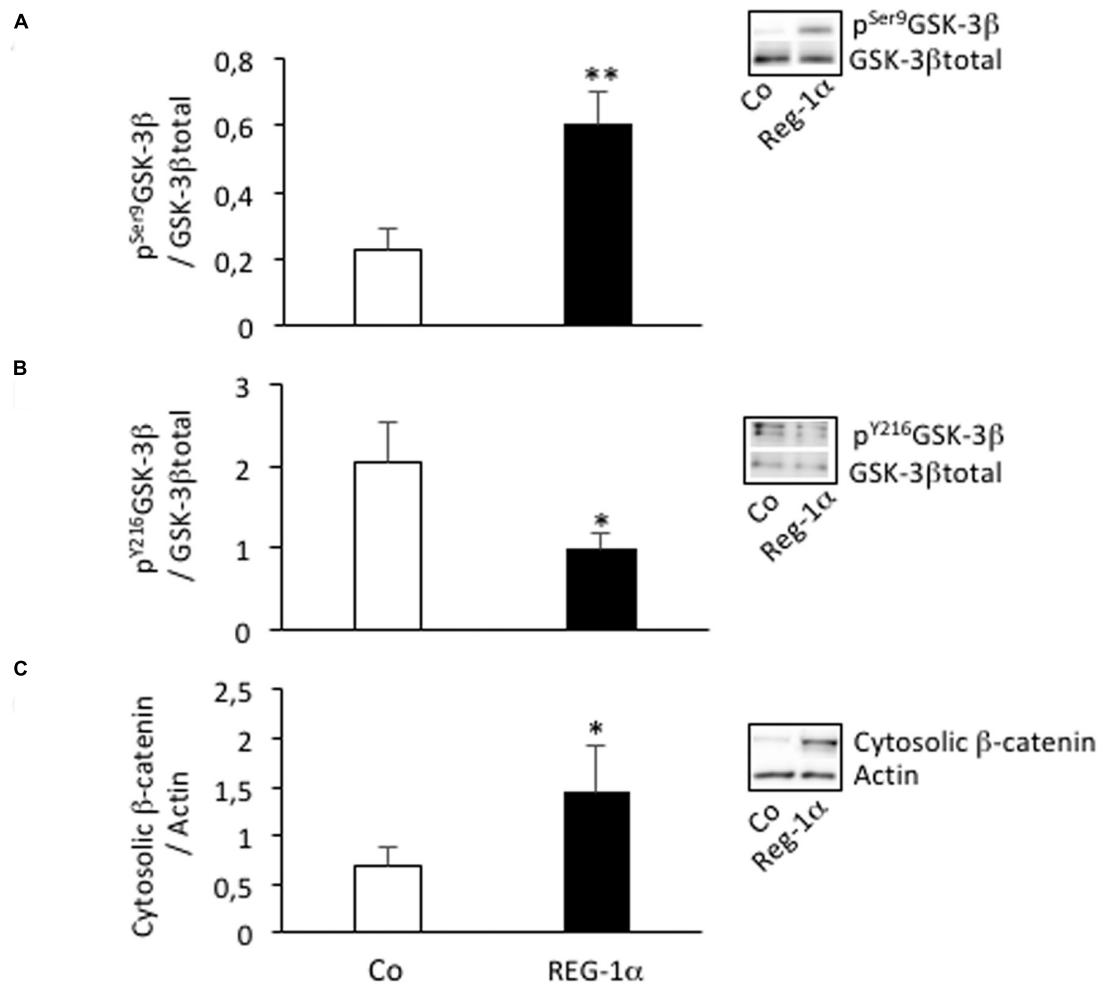 A
pSer9GSK-3β
/ GSK-3βtotal
0,8
0,6
0,4
0,2
0
**
pSer9GSK-3β
GSK-3βtotal
Co
Reg-1α
B
pY216GSK-3β
/ GSK-3βtotal
3
2
1
0
*
pY216GSK-3β
GSK-3βtotal
Co
Reg-1α
C
Cytosolic β-catenin
/ Actin
2,5
2
1,5
1
0,5
0
*
Co
REG-1α
Cytosolic β-catenin
Actin
Co
Reg-1α